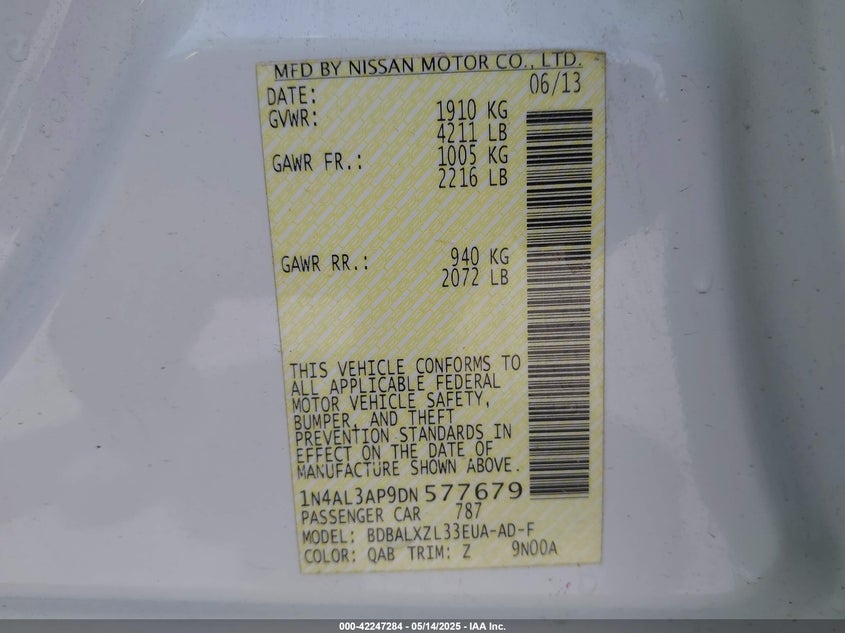 MFD BY NISSAN MOTOR CO., LTD.
DATE: 06/13
GVWR: 1910 KG
4211 LB
GAWR FR.: 1005 KG
2216 LB
GAWR RR.: 940 KG
2072 LB
THIS VEHICLE CONFORMS TO
ALL APPLICABLE FEDERAL
MOTOR VEHICLE SAFETY,
BUMPER, AND THEFT
PREVENTION STANDARDS IN
EFFECT ON THE DATE OF
MANUFACTURE SHOWN ABOVE.
1N4AL3AP9DN 577679
PASSENGER CAR 787
MODEL: BDBALXZL33EUA-AD-F
COLOR: QAB TRIM: Z 9N00A
000-42247284 - 05/14/2025 - IAA Inc.